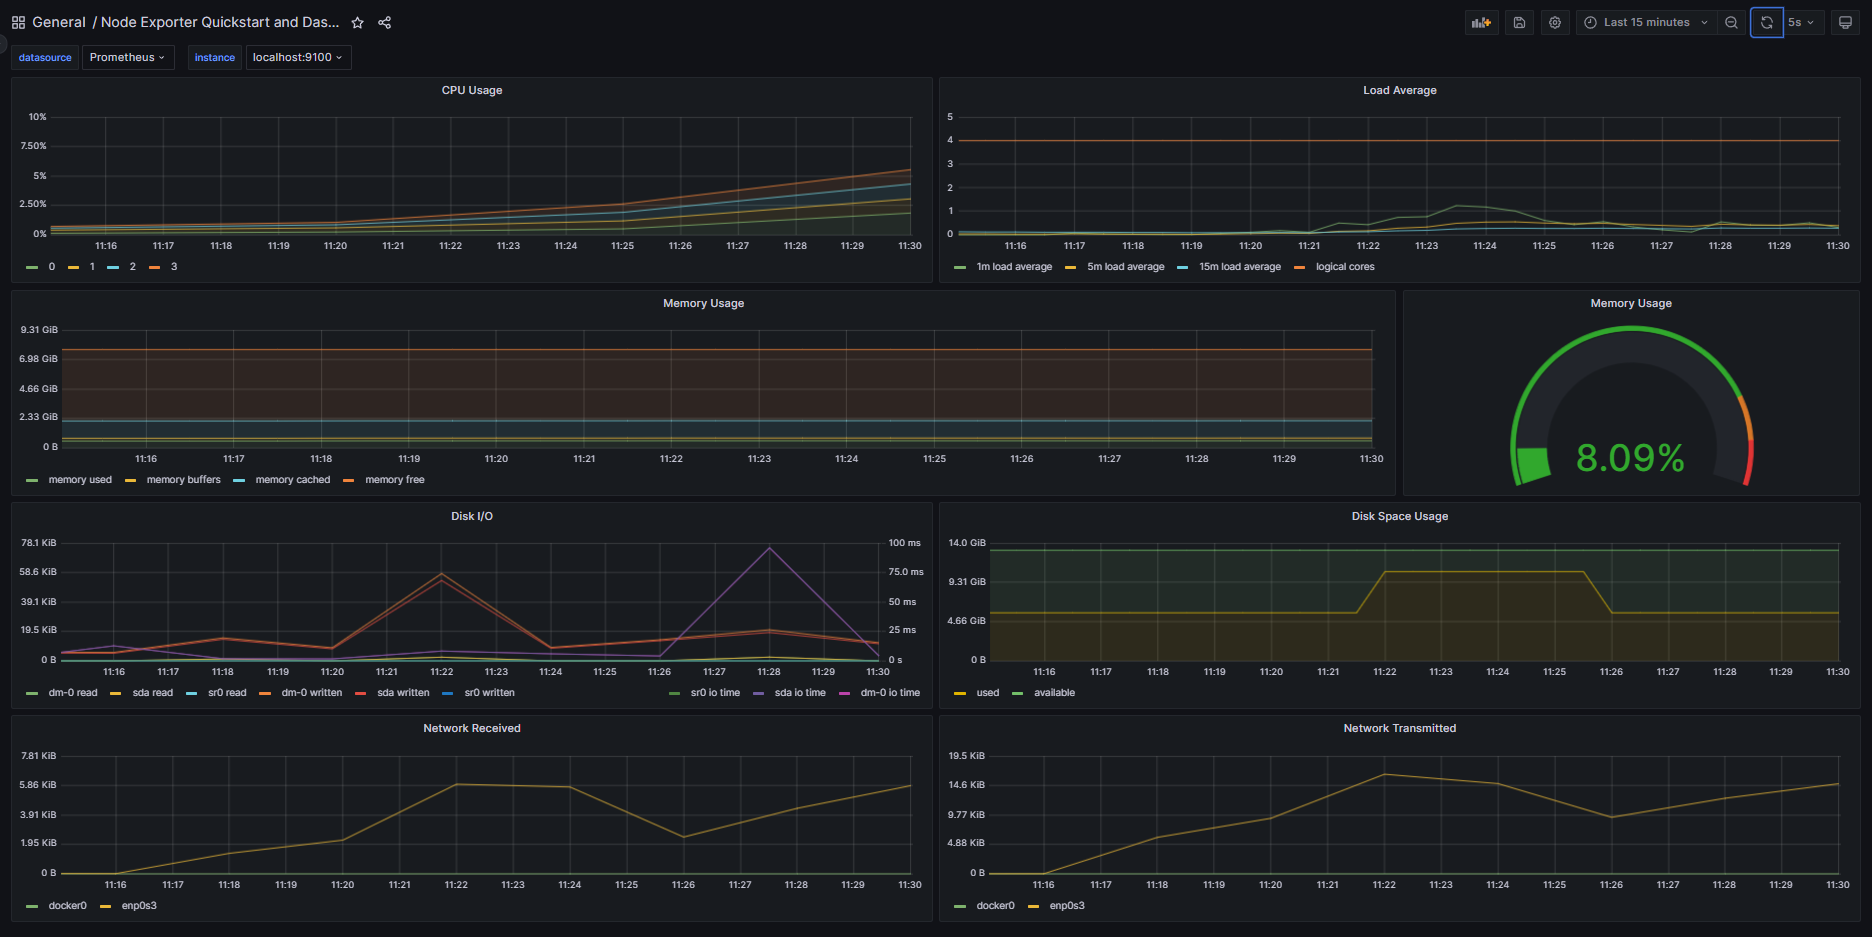 General / Node Exporter Quickstart and Das...
Last 15 minutes
5s
datasource Prometheus instance localhost:9100
CPU Usage
10%
7.50%
5%
2.50%
0%
11:16 11:17 11:18 11:19 11:20 11:21 11:22 11:23 11:24 11:25 11:26 11:27 11:28 11:29 11:30
0 1 2 3
Load Average
5
4
3
2
1
0
11:16 11:17 11:18 11:19 11:20 11:21 11:22 11:23 11:24 11:25 11:26 11:27 11:28 11:29 11:30
1m load average 5m load average 15m load average logical cores
Memory Usage
9.31 GiB
6.98 GiB
4.66 GiB
2.33 GiB
0 B
11:16 11:17 11:18 11:19 11:20 11:21 11:22 11:23 11:24 11:25 11:26 11:27 11:28 11:29 11:30
memory used memory buffers memory cached memory free
Memory Usage
8.09%
Disk I/O
78.1 KiB 100 ms
58.6 KiB 75.0 ms
39.1 KiB 50 ms
19.5 KiB 25 ms
0 B 0 s
11:16 11:17 11:18 11:19 11:20 11:21 11:22 11:23 11:24 11:25 11:26 11:27 11:28 11:29 11:30
dm-0 read sda read sr0 read dm-0 written sda written sr0 written sr0 io time sda io time dm-0 io time
Disk Space Usage
14.0 GiB
9.31 GiB
4.66 GiB
0 B
11:16 11:17 11:18 11:19 11:20 11:21 11:22 11:23 11:24 11:25 11:26 11:27 11:28 11:29 11:30
used available
Network Received
7.81 KiB
5.86 KiB
3.91 KiB
1.95 KiB
0 B
11:16 11:17 11:18 11:19 11:20 11:21 11:22 11:23 11:24 11:25 11:26 11:27 11:28 11:29 11:30
docker0 enp0s3
Network Transmitted
19.5 KiB
14.6 KiB
9.77 KiB
4.88 KiB
0 B
11:16 11:17 11:18 11:19 11:20 11:21 11:22 11:23 11:24 11:25 11:26 11:27 11:28 11:29 11:30
docker0 enp0s3